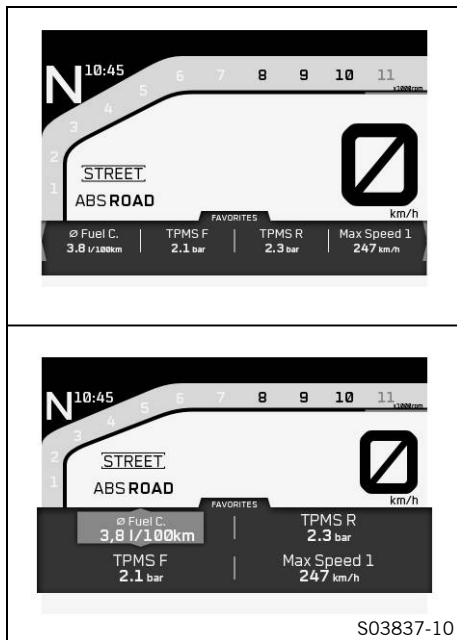 N 10:45
1 2 3 4 5 6 7 8 9 10 11
x1000rpm
STREET
ABS ROAD
0
km/h
FAVORITES
Ø Fuel C. TPMS F TPMS R Max Speed 1
3.8 l/100km 2.1 bar 2.3 bar 247 km/h
N 10:45
1 2 3 4 5 6 7 8 9 10 11
x1000rpm
STREET
ABS ROAD
0
km/h
FAVORITES
Ø Fuel C. TPMS R
3,8 l/100km 2.3 bar
TPMS F Max Speed 1
2.1 bar 247 km/h
S03837-10